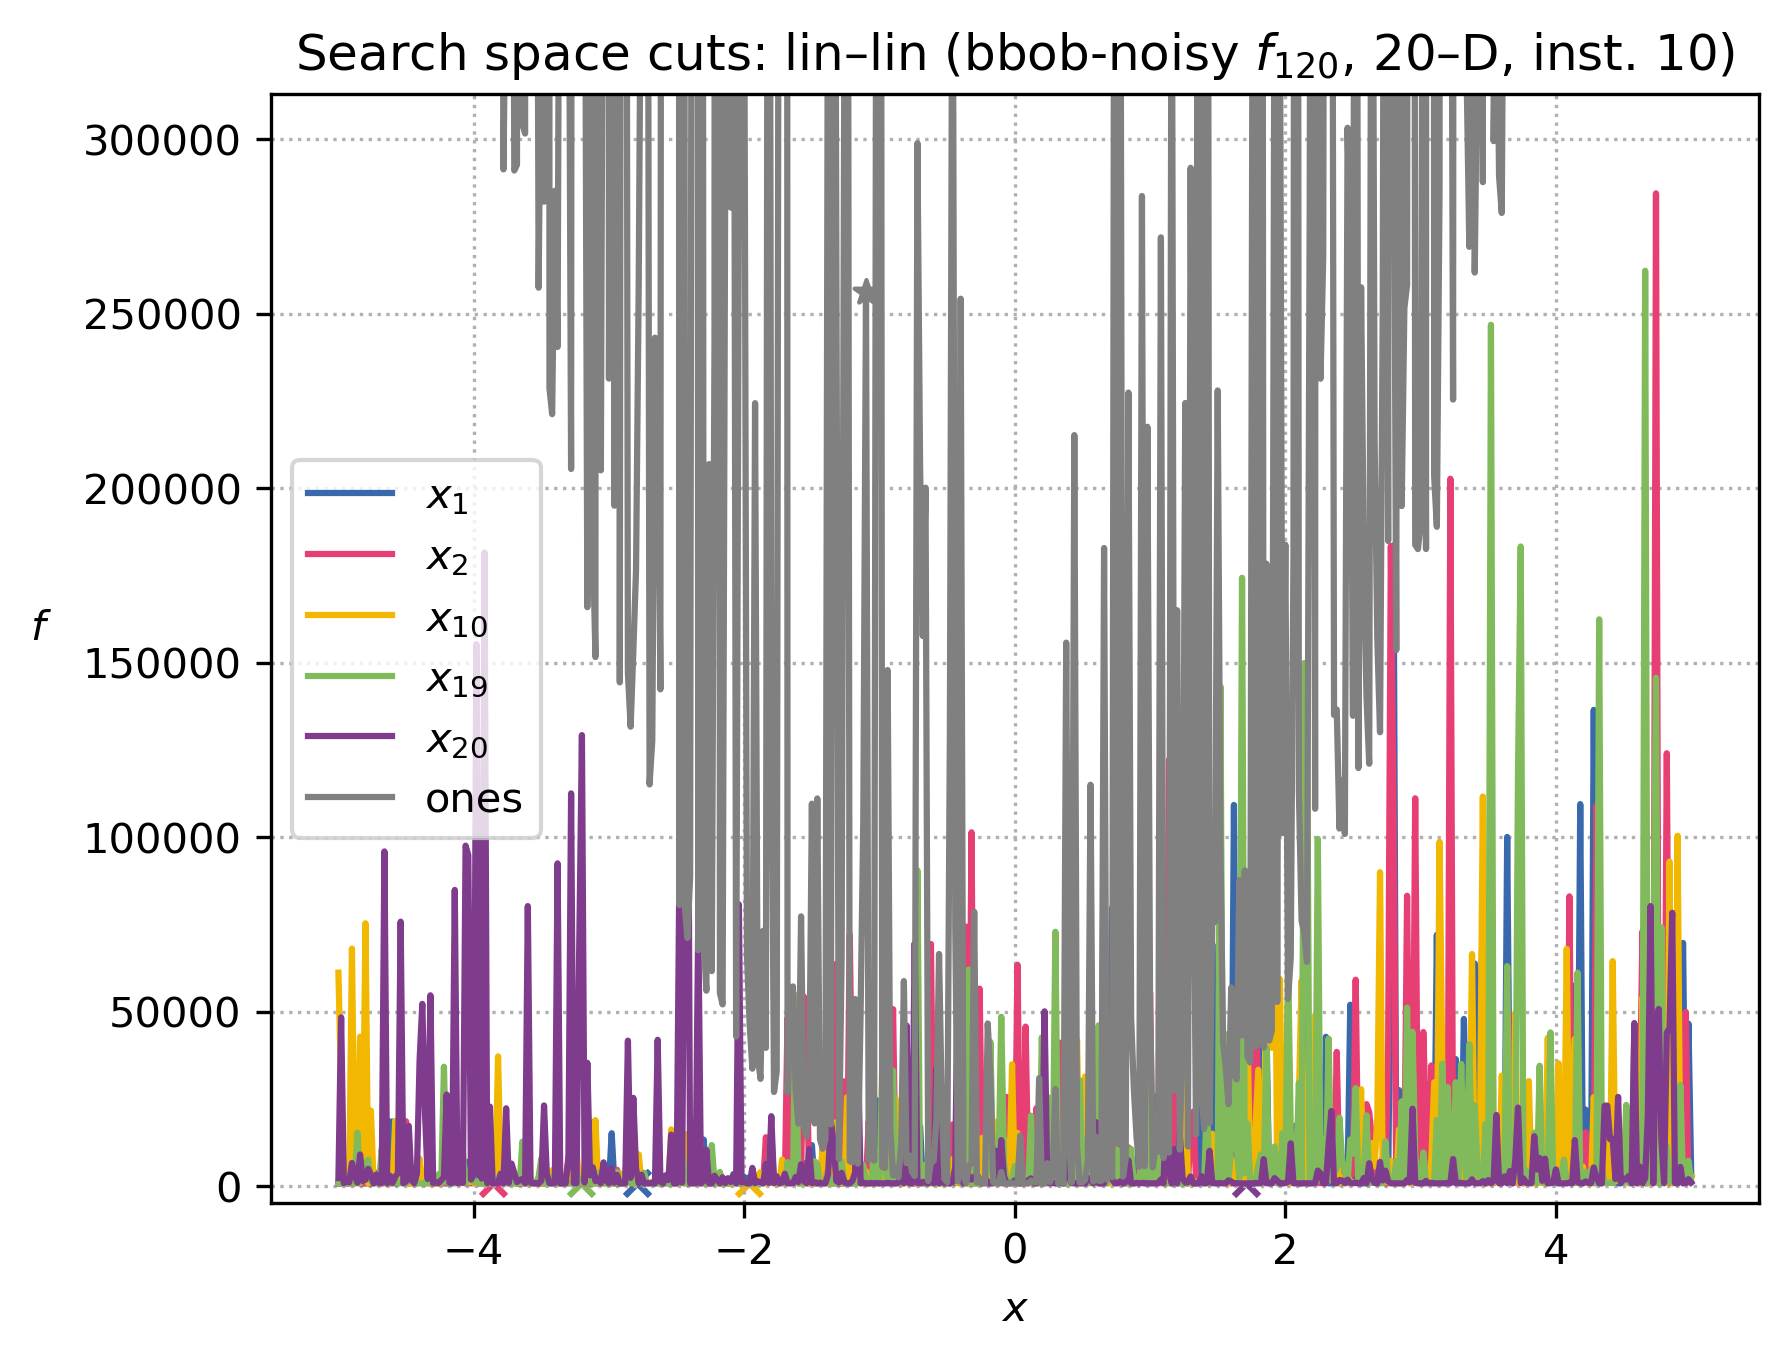 Search space cuts: lin–lin (bbob-noisy f₁₂₀, 20–D, inst. 10)
300000
250000
200000
150000
100000
50000
0
f
x₁
x₂
x₁₀
x₁₉
x₂₀
ones
−4 −2 0 2 4
x